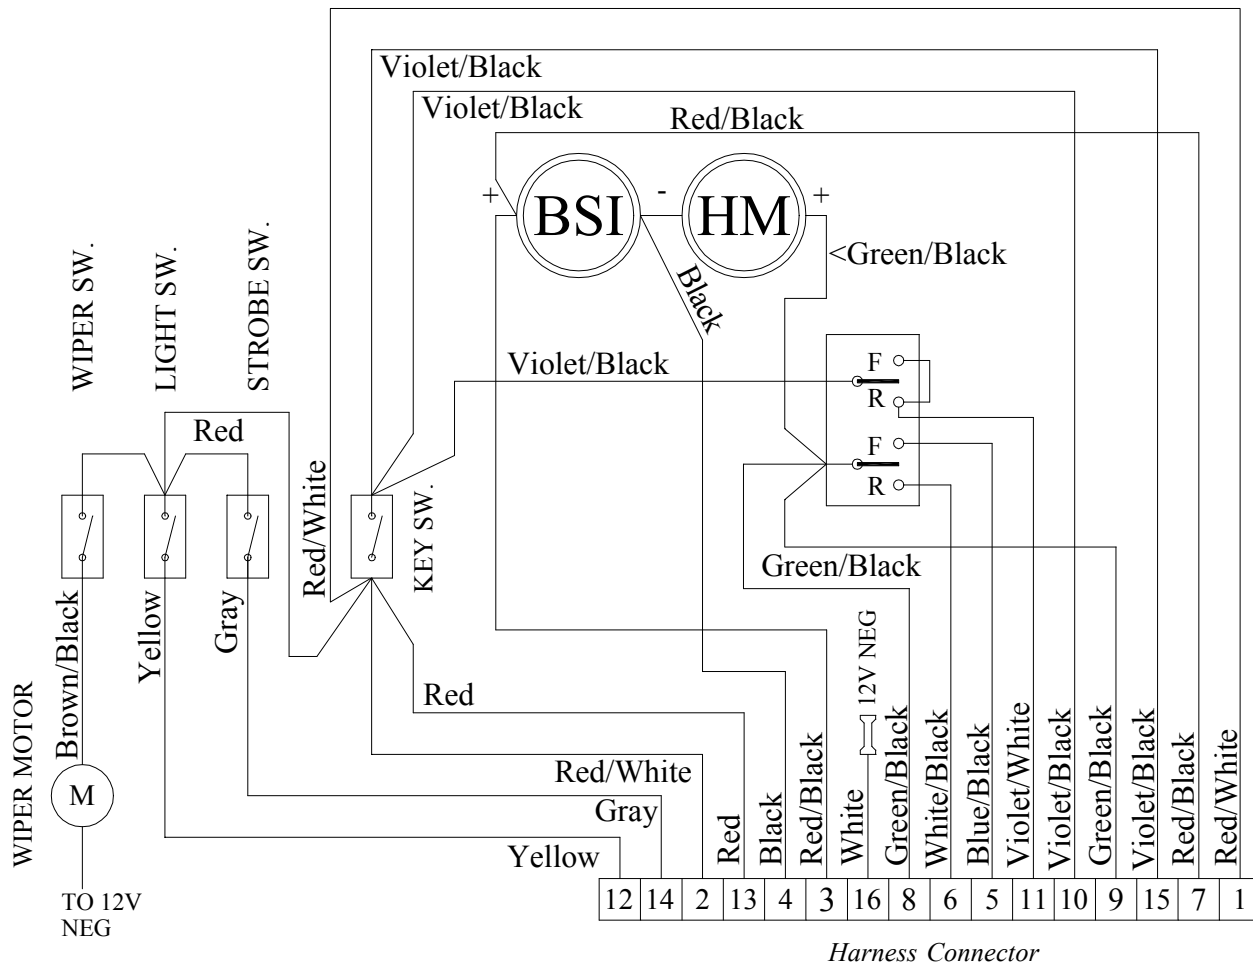 Violet/Black
Violet/Black
Red/Black
+
BSI
-
HM
+
<Green/Black
Black
WIPER SW.
LIGHT SW.
STROBE SW.
Violet/Black
F
R
F
R
Red
Red/White
KEY SW.
Green/Black
Brown/Black
Yellow
Gray
12V NEG
WIPER MOTOR
M
Red
Red/White
Gray
Yellow
TO 12V
NEG
Red
Black
Red/Black
White
Green/Black
White/Black
Blue/Black
Violet/White
Violet/Black
Green/Black
Violet/Black
Red/Black
Red/White
12 14 2 13 4 3 16 8 6 5 11 10 9 15 7 1
Harness Connector